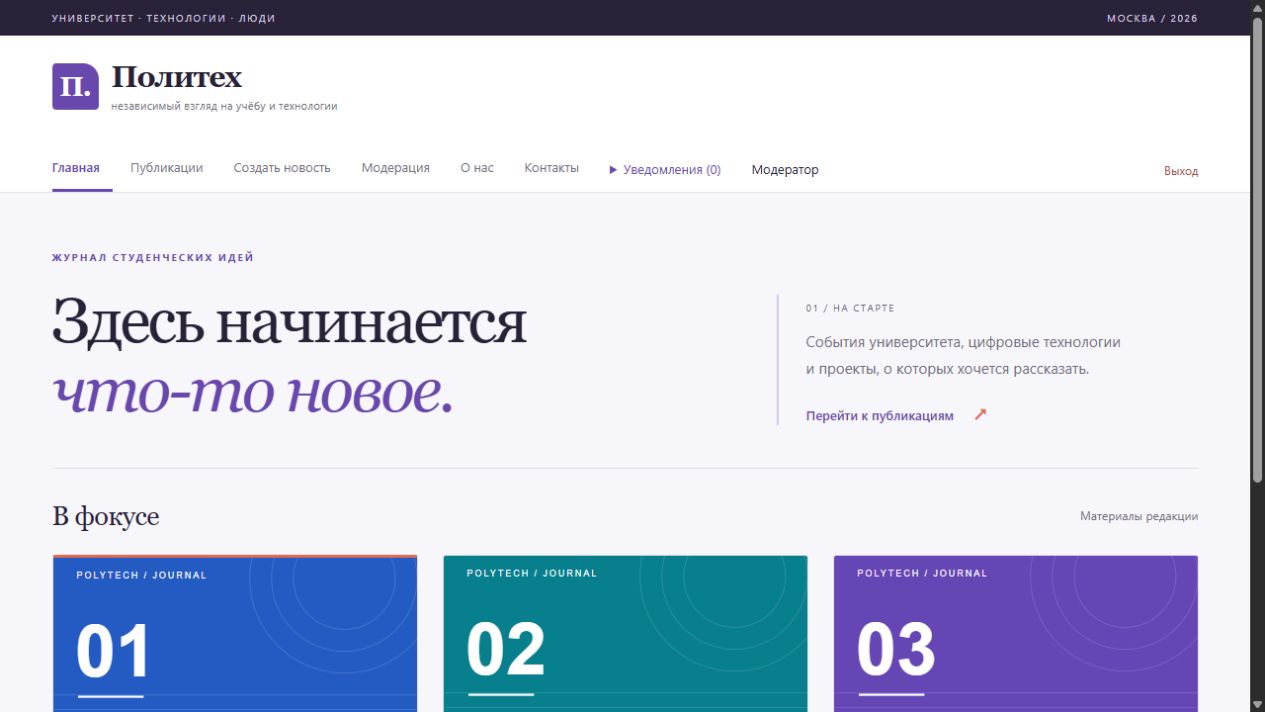 УНИВЕРСИТЕТ · ТЕХНОЛОГИИ · ЛЮДИ
МОСКВА / 2026
П.
Политех
независимый взгляд на учёбу и технологии
Главная
Публикации
Создать новость
Модерация
О нас
Контакты
▶ Уведомления (0)
Модератор
Выход
ЖУРНАЛ СТУДЕНЧЕСКИХ ИДЕЙ
Здесь начинается
что-то новое.
01 / НА СТАРТЕ
События университета, цифровые технологии
и проекты, о которых хочется рассказать.
Перейти к публикациям ↗
В фокусе
Материалы редакции
POLYTECH / JOURNAL
01
POLYTECH / JOURNAL
02
POLYTECH / JOURNAL
03